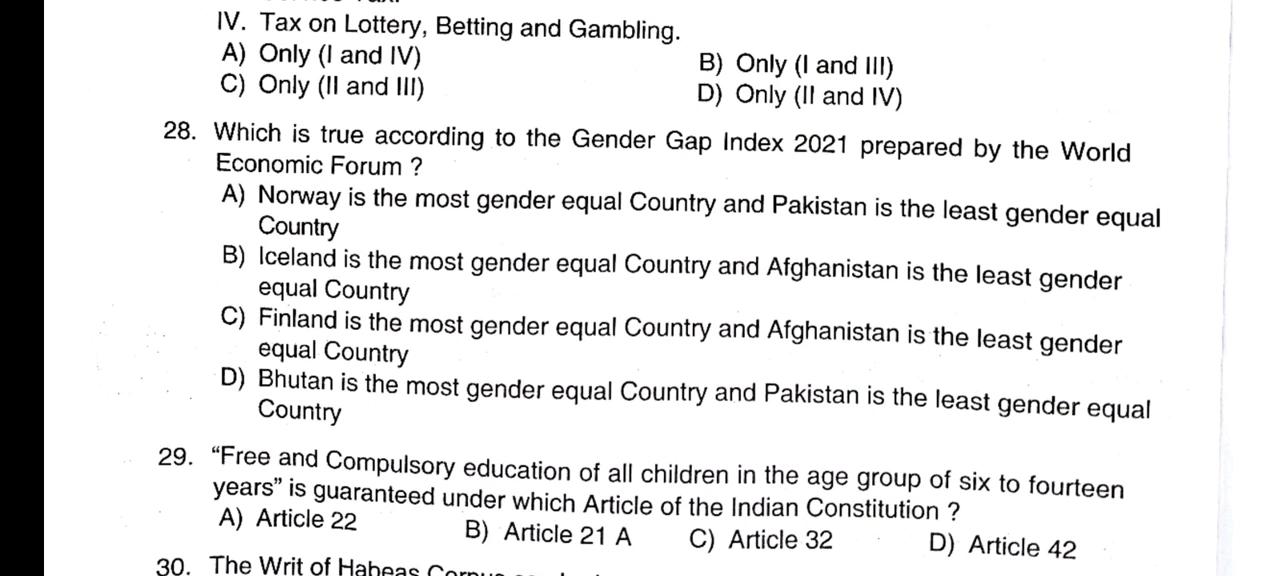 IV. Tax on Lottery, Betting and Gambling.
A) Only (I and IV) B) Only (I and III)
C) Only (II and III) D) Only (II and IV)
28. Which is true according to the Gender Gap Index 2021 prepared by the World
Economic Forum ?
A) Norway is the most gender equal Country and Pakistan is the least gender equal
Country
B) Iceland is the most gender equal Country and Afghanistan is the least gender
equal Country
C) Finland is the most gender equal Country and Afghanistan is the least gender
equal Country
D) Bhutan is the most gender equal Country and Pakistan is the least gender equal
Country
29. “Free and Compulsory education of all children in the age group of six to fourteen
years” is guaranteed under which Article of the Indian Constitution ?
A) Article 22 B) Article 21 A C) Article 32 D) Article 42
30. The Writ of Habeas Corpus